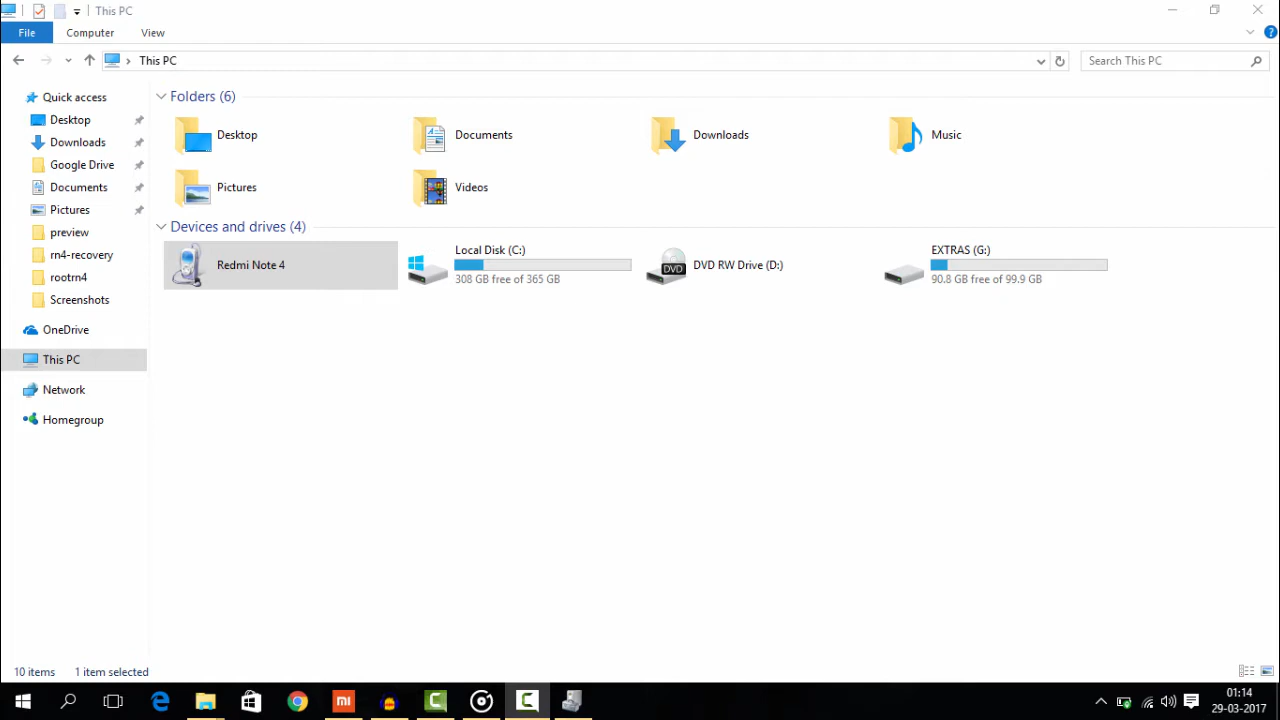 This PC
File Computer View
This PC
Search This PC
Quick access
Desktop
Downloads
Google Drive
Documents
Pictures
preview
rn4-recovery
rootrn4
Screenshots
OneDrive
This PC
Network
Homegroup
Folders (6)
Desktop
Documents
Downloads
Music
Pictures
Videos
Devices and drives (4)
Redmi Note 4
Local Disk (C:)
308 GB free of 365 GB
DVD
DVD RW Drive (D:)
EXTRAS (G:)
90.8 GB free of 99.9 GB
10 items 1 item selected
mi
01:14
29-03-2017